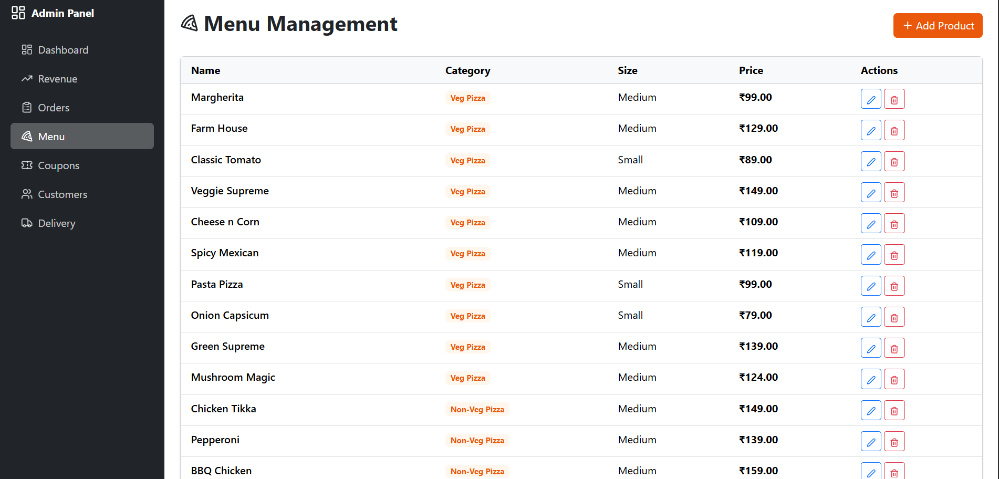 Admin Panel
Dashboard
Revenue
Orders
Menu
Coupons
Customers
Delivery
Menu Management
+ Add Product
Name Category Size Price Actions
Margherita Veg Pizza Medium ₹99.00
Farm House Veg Pizza Medium ₹129.00
Classic Tomato Veg Pizza Small ₹89.00
Veggie Supreme Veg Pizza Medium ₹149.00
Cheese n Corn Veg Pizza Medium ₹109.00
Spicy Mexican Veg Pizza Medium ₹119.00
Pasta Pizza Veg Pizza Small ₹99.00
Onion Capsicum Veg Pizza Small ₹79.00
Green Supreme Veg Pizza Medium ₹139.00
Mushroom Magic Veg Pizza Medium ₹124.00
Chicken Tikka Non-Veg Pizza Medium ₹149.00
Pepperoni Non-Veg Pizza Medium ₹139.00
BBQ Chicken Non-Veg Pizza Medium ₹159.00